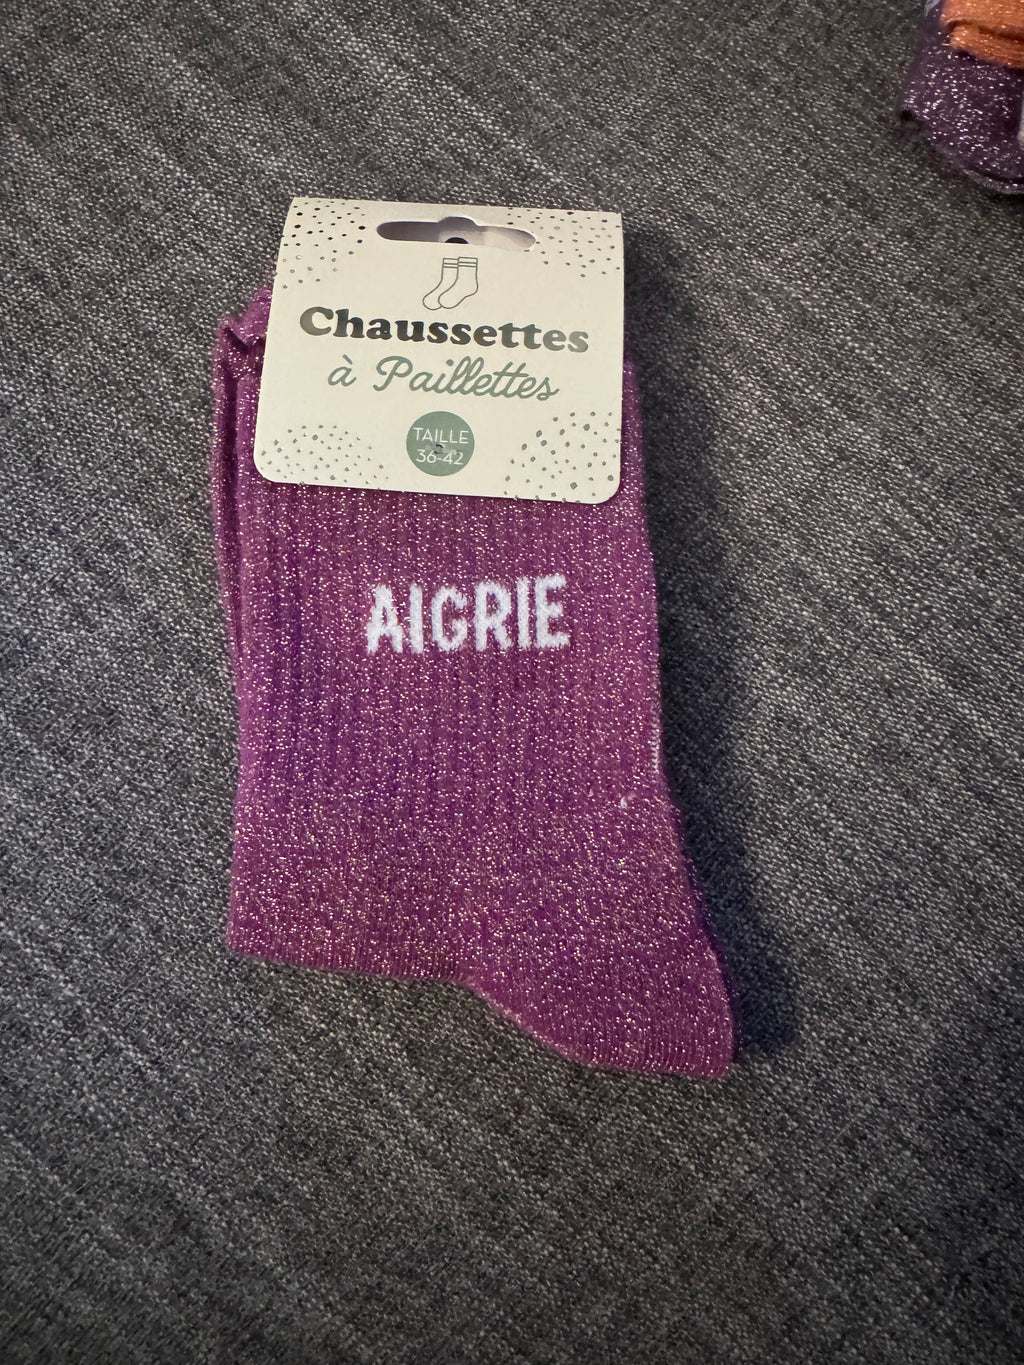 Chaussettes
à Paillettes
TAILLE
36-42
AIGRIE